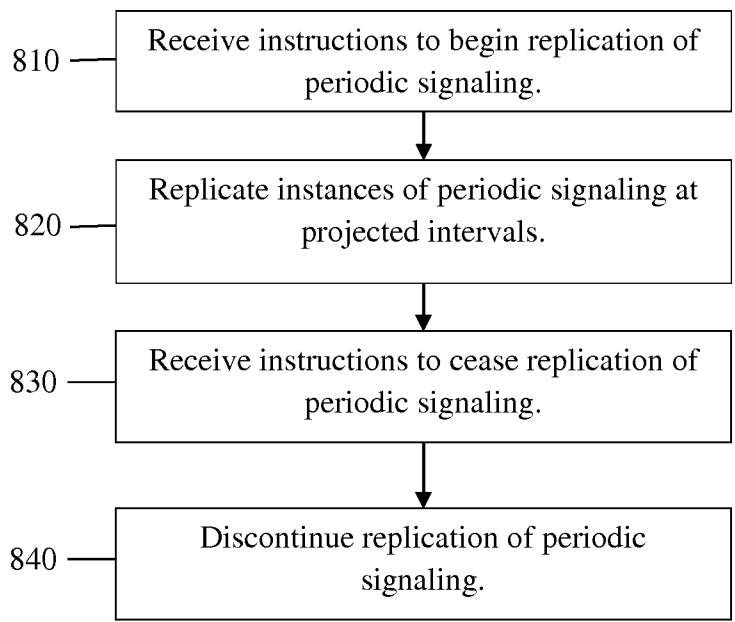 810
Receive instructions to begin replication of
periodic signaling.
820
Replicate instances of periodic signaling at
projected intervals.
830
Receive instructions to cease replication of
periodic signaling.
840
Discontinue replication of periodic
signaling.